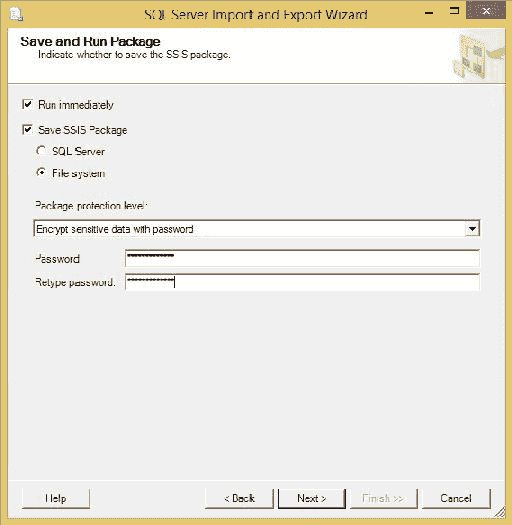 SQL Server Import and Export Wizard
Save and Run Package
Indicate whether to save the SSIS package.
Run immediately
Save SSIS Package
SQL Server
File system
Package protection level:
Encrypt sensitive data with password
Password:
*************
Retype password:
*************
Help
< Back
Next >
Finish >>
Cancel